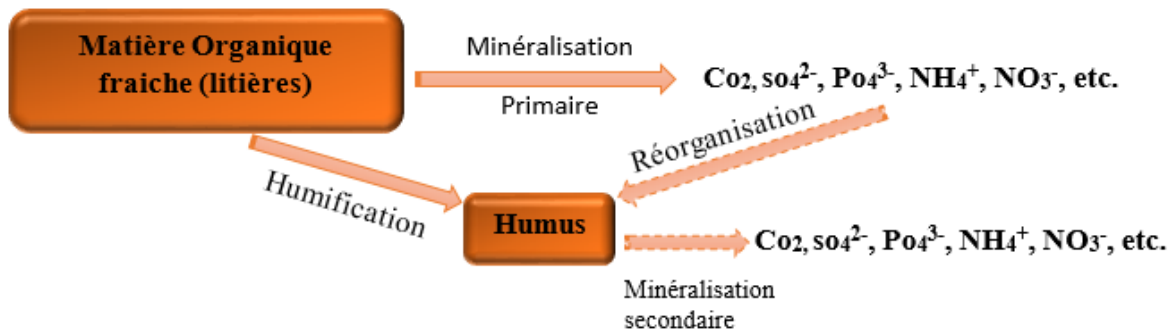 Matière Organique
fraiche (litières)
Minéralisation
Primaire
Co₂, so₄²⁻, Po₄³⁻, NH₄⁺, NO₃⁻, etc.
Réorganisation
Humification
Humus
Co₂, so₄²⁻, Po₄³⁻, NH₄⁺, NO₃⁻, etc.
Minéralisation
secondaire